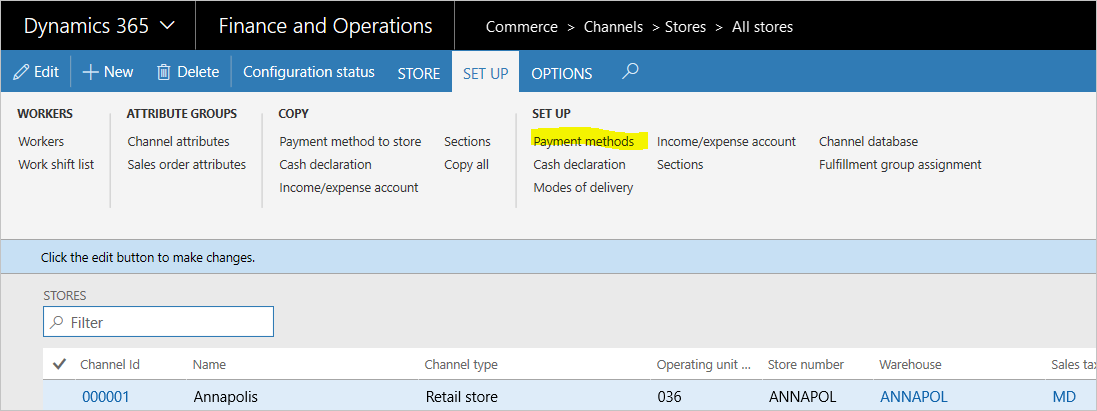 Dynamics 365 Finance and Operations Commerce > Channels > Stores > All stores
Edit New Delete Configuration status STORE SET UP OPTIONS
WORKERS ATTRIBUTE GROUPS COPY SET UP
Workers Channel attributes Payment method to store Sections Payment methods Income/expense account Channel database
Work shift list Sales order attributes Cash declaration Copy all Cash declaration Sections Fulfillment group assignment
Income/expense account Modes of delivery
Click the edit button to make changes.
STORES
Filter
Channel Id Name Channel type Operating unit ... Store number Warehouse Sales tax
000001 Annapolis Retail store 036 ANNAPOL ANNAPOL MD